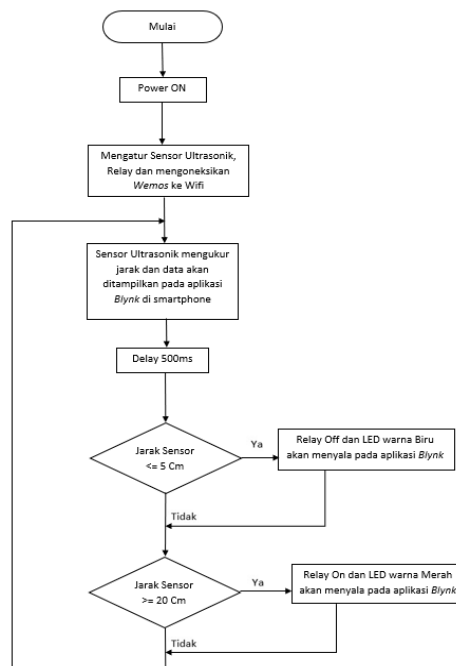 Mulai
Power ON
Mengatur Sensor Ultrasonik,
Relay dan mengoneksikan
Wemos ke Wifi
Sensor Ultrasonik mengukur
jarak dan data akan
ditampilkan pada aplikasi
Blynk di smartphone
Delay 500ms
Jarak Sensor
<= 5 Cm
Ya
Relay Off dan LED warna Biru
akan menyala pada aplikasi Blynk
Tidak
Jarak Sensor
>= 20 Cm
Ya
Relay On dan LED warna Merah
akan menyala pada aplikasi Blynk
Tidak